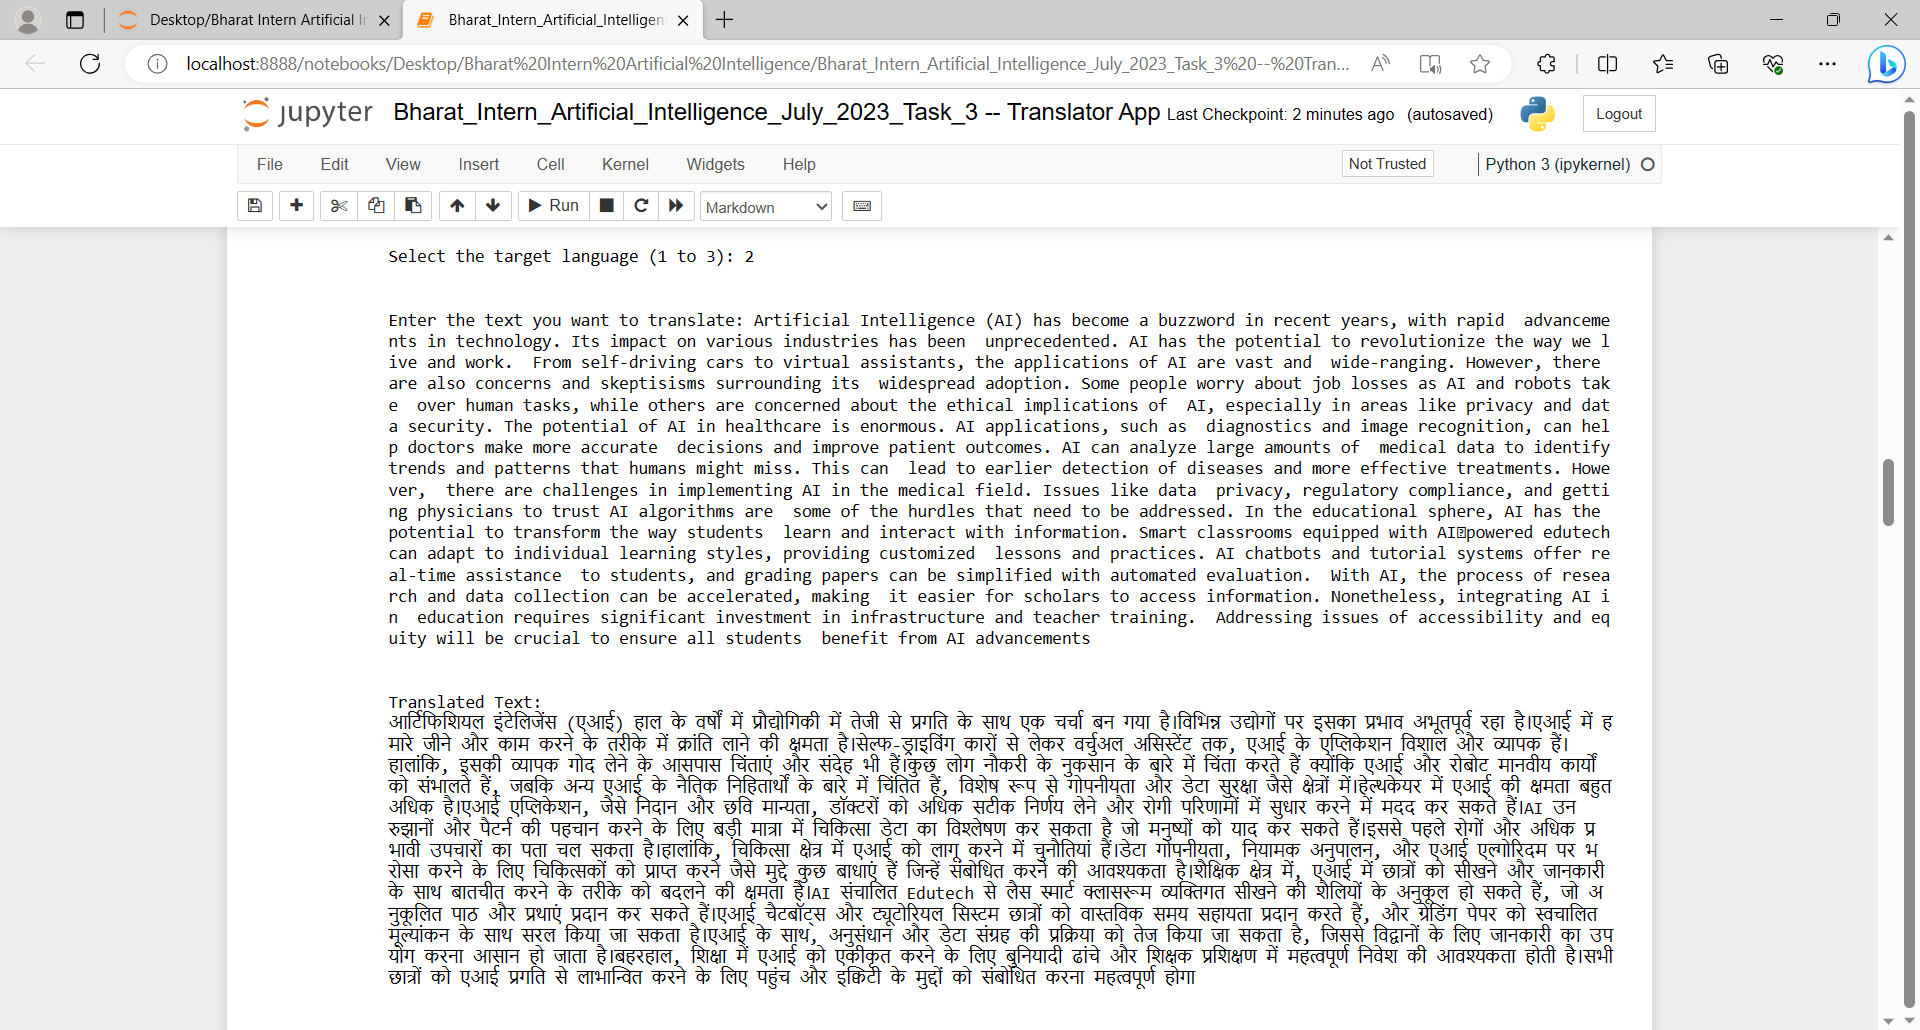 Desktop/Bharat Intern Artificial In
Bharat_Intern_Artificial_Intelligen
localhost:8888/notebooks/Desktop/Bharat%20Intern%20Artificial%20Intelligence/Bharat_Intern_Artificial_Intelligence_July_2023_Task_3%20--%20Tran...
jupyter Bharat_Intern_Artificial_Intelligence_July_2023_Task_3 -- Translator App Last Checkpoint: 2 minutes ago (autosaved) Logout
File Edit View Insert Cell Kernel Widgets Help Not Trusted Python 3 (ipykernel)
Run Markdown
Select the target language (1 to 3): 2
Enter the text you want to translate: Artificial Intelligence (AI) has become a buzzword in recent years, with rapid  advanceme
nts in technology. Its impact on various industries has been  unprecedented. AI has the potential to revolutionize the way we l
ive and work.  From self-driving cars to virtual assistants, the applications of AI are vast and  wide-ranging. However, there
are also concerns and skeptisisms surrounding its  widespread adoption. Some people worry about job losses as AI and robots tak
e  over human tasks, while others are concerned about the ethical implications of  AI, especially in areas like privacy and dat
a security. The potential of AI in healthcare is enormous. AI applications, such as  diagnostics and image recognition, can hel
p doctors make more accurate  decisions and improve patient outcomes. AI can analyze large amounts of  medical data to identify
trends and patterns that humans might miss. This can  lead to earlier detection of diseases and more effective treatments. Howe
ver,  there are challenges in implementing AI in the medical field. Issues like data  privacy, regulatory compliance, and getti
ng physicians to trust AI algorithms are  some of the hurdles that need to be addressed. In the educational sphere, AI has the
potential to transform the way students  learn and interact with information. Smart classrooms equipped with AI￾powered edutech
can adapt to individual learning styles, providing customized  lessons and practices. AI chatbots and tutorial systems offer re
al-time assistance  to students, and grading papers can be simplified with automated evaluation.  With AI, the process of resea
rch and data collection can be accelerated, making  it easier for scholars to access information. Nonetheless, integrating AI i
n  education requires significant investment in infrastructure and teacher training.  Addressing issues of accessibility and eq
uity will be crucial to ensure all students  benefit from AI advancements
Translated Text:
आर्टिफिशियल इंटेलिजेंस (एआई) हाल के वर्षों में प्रौद्योगिकी में तेजी से प्रगति के साथ एक चर्चा बन गया है।विभिन्न उद्योगों पर इसका प्रभाव अभूतपूर्व रहा है।एआई में ह
मारे जीने और काम करने के तरीके में क्रांति लाने की क्षमता है।सेल्फ-ड्राइविंग कारों से लेकर वर्चुअल असिस्टेंट तक, एआई के एप्लिकेशन विशाल और व्यापक हैं।
हालांकि, इसकी व्यापक गोद लेने के आसपास चिंताएं और संदेह भी हैं।कुछ लोग नौकरी के नुकसान के बारे में चिंता करते हैं क्योंकि एआई और रोबोट मानवीय कार्यों
को संभालते हैं, जबकि अन्य एआई के नैतिक निहितार्थों के बारे में चिंतित हैं, विशेष रूप से गोपनीयता और डेटा सुरक्षा जैसे क्षेत्रों में।हेल्थकेयर में एआई की क्षमता बहुत
अधिक है।एआई एप्लिकेशन, जैसे निदान और छवि मान्यता, डॉक्टरों को अधिक सटीक निर्णय लेने और रोगी परिणामों में सुधार करने में मदद कर सकते हैं।AI उन
रुझानों और पैटर्न की पहचान करने के लिए बड़ी मात्रा में चिकित्सा डेटा का विश्लेषण कर सकता है जो मनुष्यों को याद कर सकते हैं।इससे पहले रोगों और अधिक प्र
भावी उपचारों का पता चल सकता है।हालांकि, चिकित्सा क्षेत्र में एआई को लागू करने में चुनौतियां हैं।डेटा गोपनीयता, नियामक अनुपालन, और एआई एल्गोरिदम पर भ
रोसा करने के लिए चिकित्सकों को प्राप्त करने जैसे मुद्दे कुछ बाधाएं हैं जिन्हें संबोधित करने की आवश्यकता है।शैक्षिक क्षेत्र में, एआई में छात्रों को सीखने और जानकारी
के साथ बातचीत करने के तरीके को बदलने की क्षमता है।AI संचालित Edutech से लैस स्मार्ट क्लासरूम व्यक्तिगत सीखने की शैलियों के अनुकूल हो सकते हैं, जो अ
नुकूलित पाठ और प्रथाएं प्रदान कर सकते हैं।एआई चैटबॉट्स और ट्यूटोरियल सिस्टम छात्रों को वास्तविक समय सहायता प्रदान करते हैं, और ग्रेडिंग पेपर को स्वचालित
मूल्यांकन के साथ सरल किया जा सकता है।एआई के साथ, अनुसंधान और डेटा संग्रह की प्रक्रिया को तेज किया जा सकता है, जिससे विद्वानों के लिए जानकारी का उप
योग करना आसान हो जाता है।बहरहाल, शिक्षा में एआई को एकीकृत करने के लिए बुनियादी ढांचे और शिक्षक प्रशिक्षण में महत्वपूर्ण निवेश की आवश्यकता होती है।सभी
छात्रों को एआई प्रगति से लाभान्वित करने के लिए पहुंच और इक्विटी के मुद्दों को संबोधित करना महत्वपूर्ण होगा